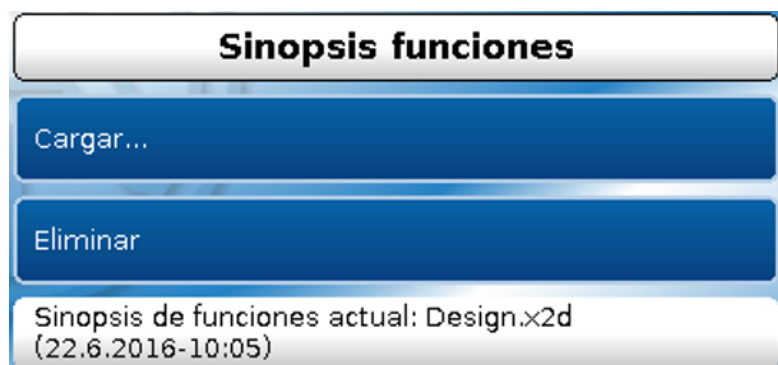 Sinopsis funciones
Cargar...
Eliminar
Sinopsis de funciones actual: Design.x2d
(22.6.2016-10:05)